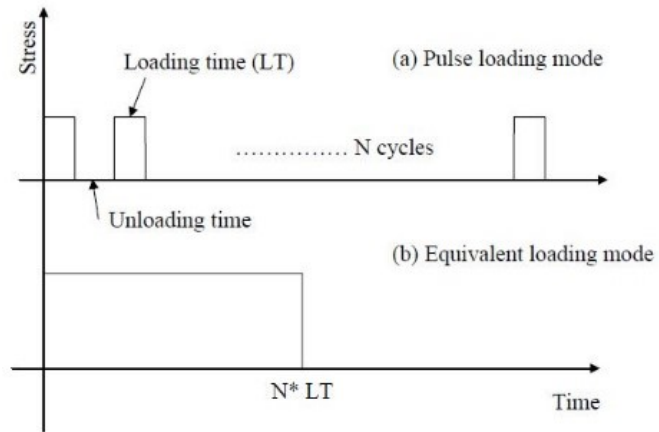 Stress
Loading time (LT)
(a) Pulse loading mode
............... N cycles
Unloading time
(b) Equivalent loading mode
N* LT
Time